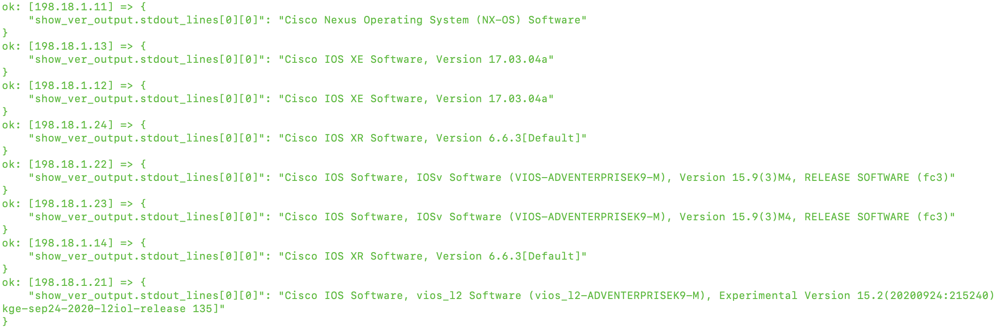 ok: [198.18.1.11] => {
    "show_ver_output.stdout_lines[0][0]": "Cisco Nexus Operating System (NX-OS) Software"
}
ok: [198.18.1.13] => {
    "show_ver_output.stdout_lines[0][0]": "Cisco IOS XE Software, Version 17.03.04a"
}
ok: [198.18.1.12] => {
    "show_ver_output.stdout_lines[0][0]": "Cisco IOS XE Software, Version 17.03.04a"
}
ok: [198.18.1.24] => {
    "show_ver_output.stdout_lines[0][0]": "Cisco IOS XR Software, Version 6.6.3[Default]"
}
ok: [198.18.1.22] => {
    "show_ver_output.stdout_lines[0][0]": "Cisco IOS Software, IOSv Software (VIOS-ADVENTERPRISEK9-M), Version 15.9(3)M4, RELEASE SOFTWARE (fc3)"
}
ok: [198.18.1.23] => {
    "show_ver_output.stdout_lines[0][0]": "Cisco IOS Software, IOSv Software (VIOS-ADVENTERPRISEK9-M), Version 15.9(3)M4, RELEASE SOFTWARE (fc3)"
}
ok: [198.18.1.14] => {
    "show_ver_output.stdout_lines[0][0]": "Cisco IOS XR Software, Version 6.6.3[Default]"
}
ok: [198.18.1.21] => {
    "show_ver_output.stdout_lines[0][0]": "Cisco IOS Software, vios_l2 Software (vios_l2-ADVENTERPRISEK9-M), Experimental Version 15.2(20200924:215240)
kge-sep24-2020-l2iol-release 135]"
}